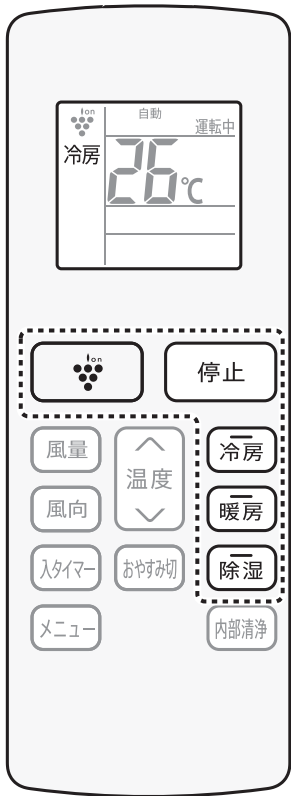 ion 自動
運転中
冷房 26℃
ion 停止
風量 温度 冷房
風向 暖房
入タイマー おやすみ切 除湿
メニュー 内部清浄